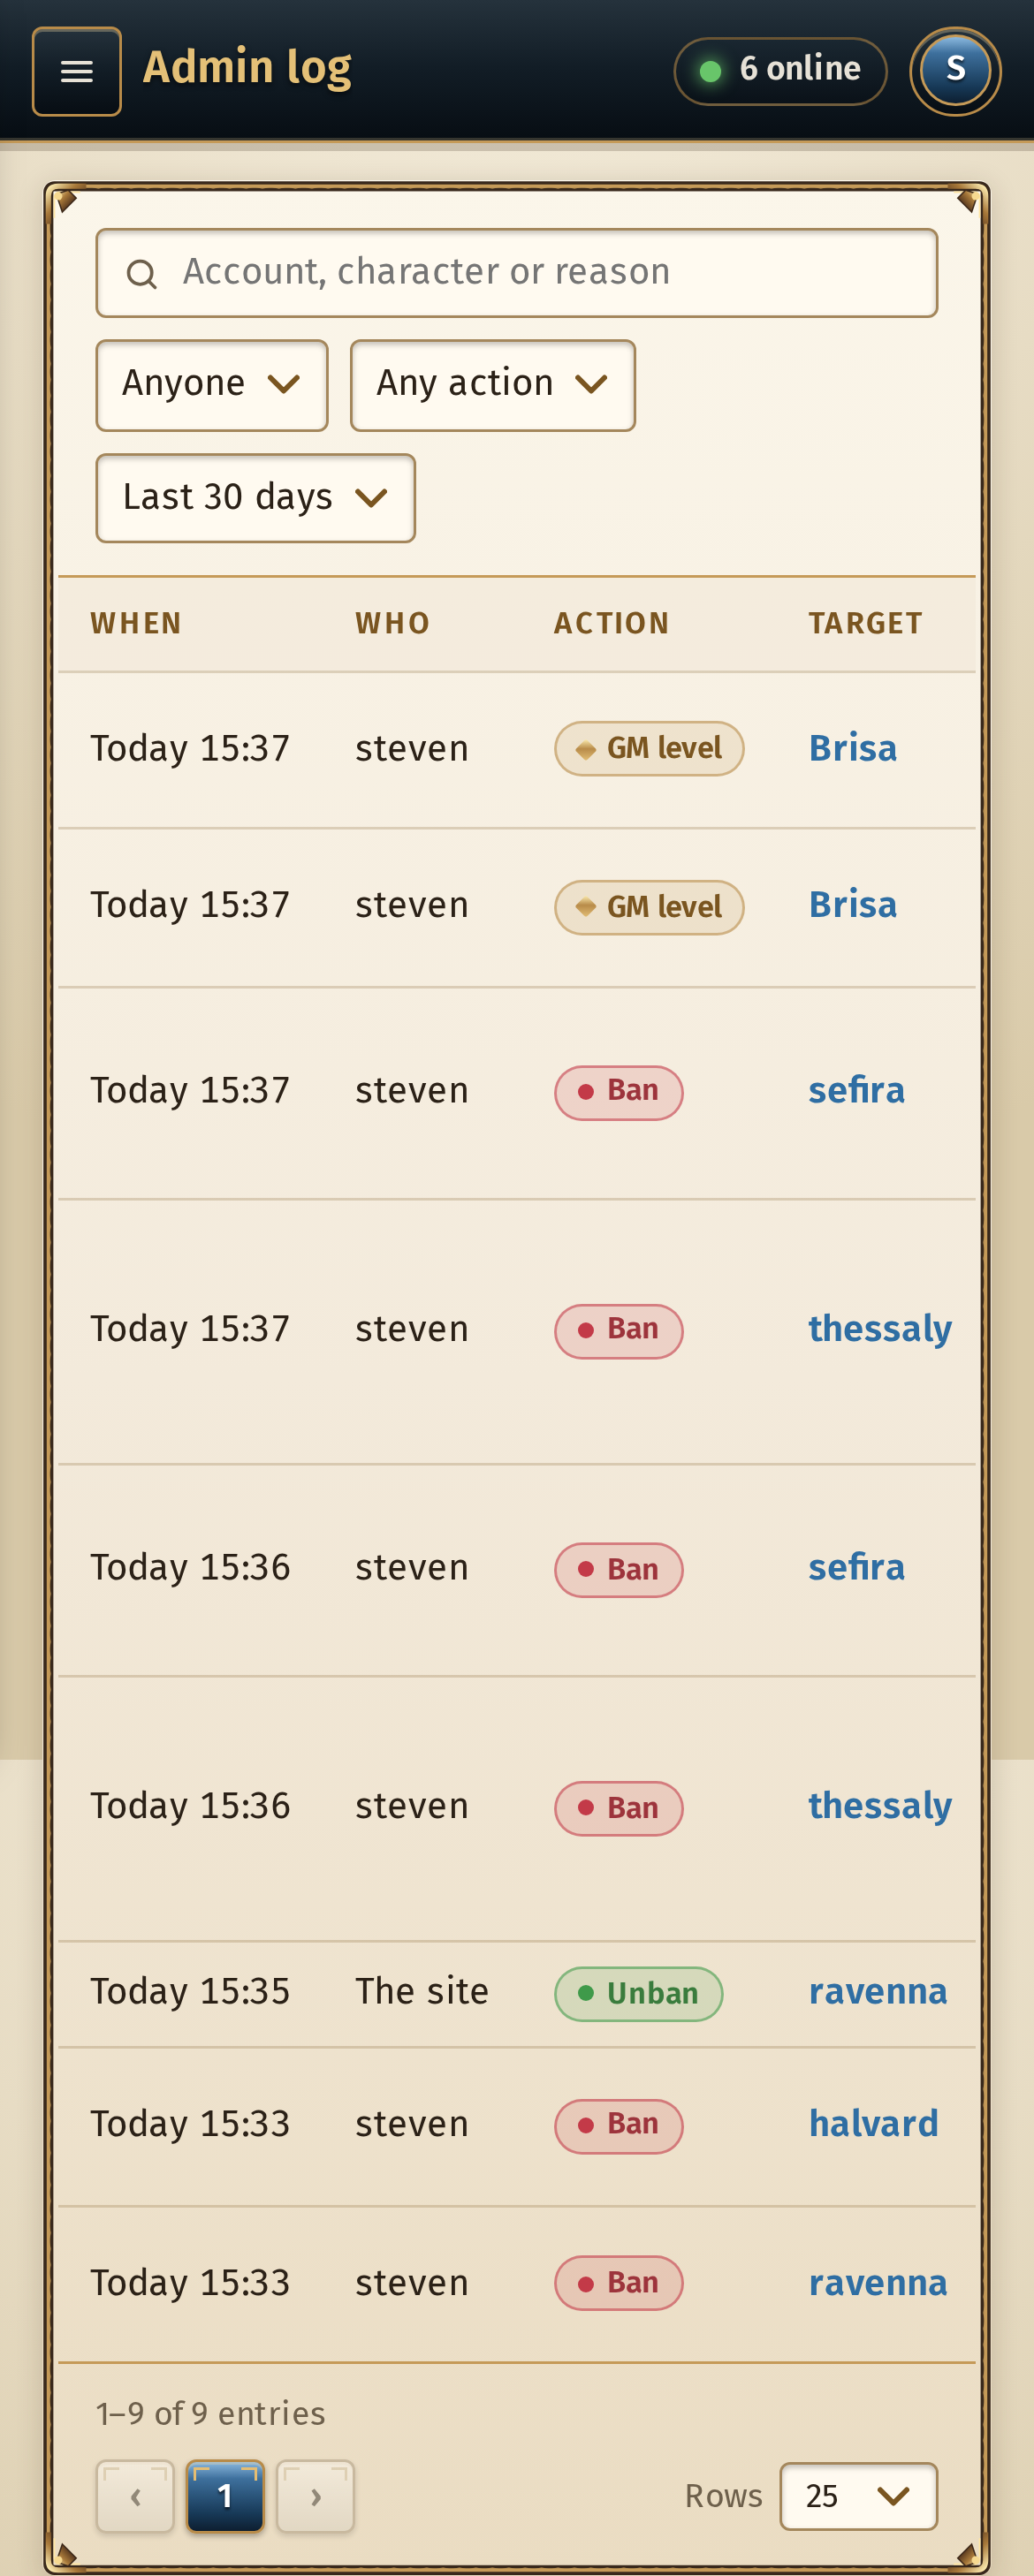 Admin log 6 online S
Account, character or reason
Anyone Any action
Last 30 days
WHEN WHO ACTION TARGET
Today 15:37 steven GM level Brisa
Today 15:37 steven GM level Brisa
Today 15:37 steven Ban sefira
Today 15:37 steven Ban thessaly
Today 15:36 steven Ban sefira
Today 15:36 steven Ban thessaly
Today 15:35 The site Unban ravenna
Today 15:33 steven Ban halvard
Today 15:33 steven Ban ravenna
1–9 of 9 entries
‹ 1 › Rows 25